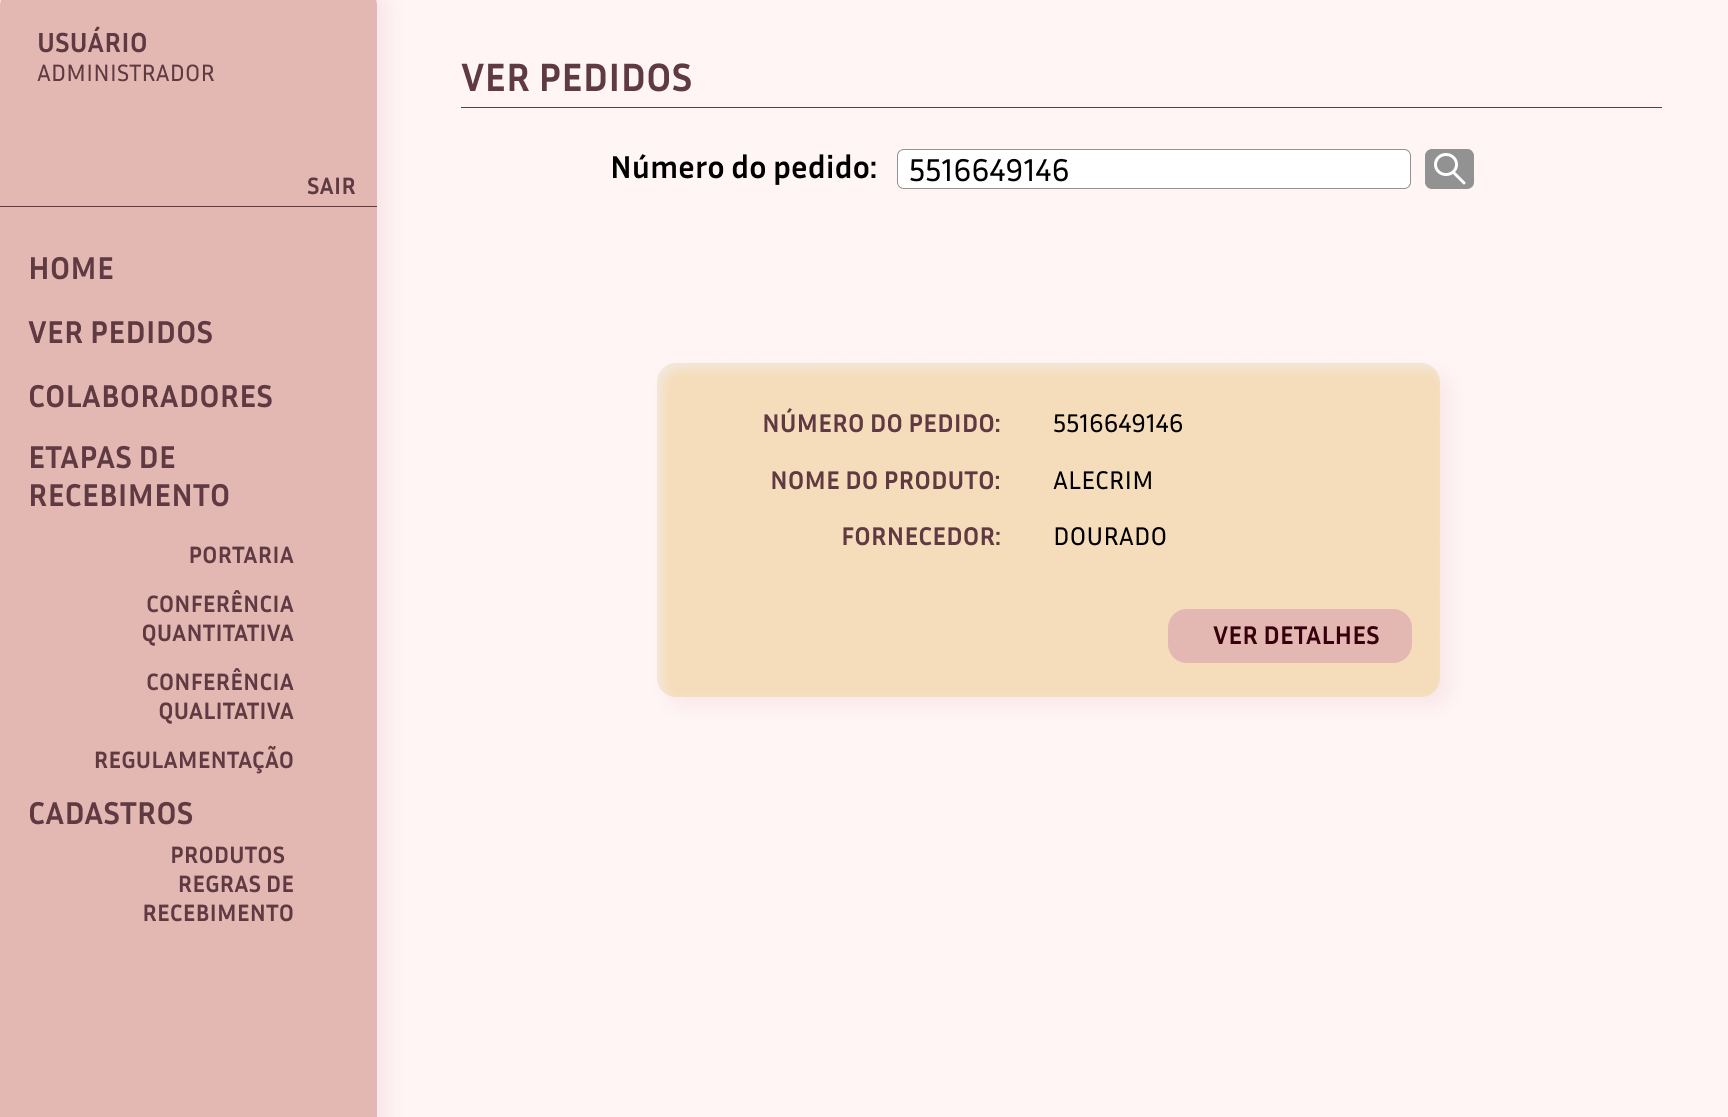 USUÁRIO
ADMINISTRADOR
SAIR
HOME
VER PEDIDOS
COLABORADORES
ETAPAS DE
RECEBIMENTO
PORTARIA
CONFERÊNCIA
QUANTITATIVA
CONFERÊNCIA
QUALITATIVA
REGULAMENTAÇÃO
CADASTROS
PRODUTOS
REGRAS DE
RECEBIMENTO
VER PEDIDOS
Número do pedido: 5516649146
NÚMERO DO PEDIDO: 5516649146
NOME DO PRODUTO: ALECRIM
FORNECEDOR: DOURADO
VER DETALHES